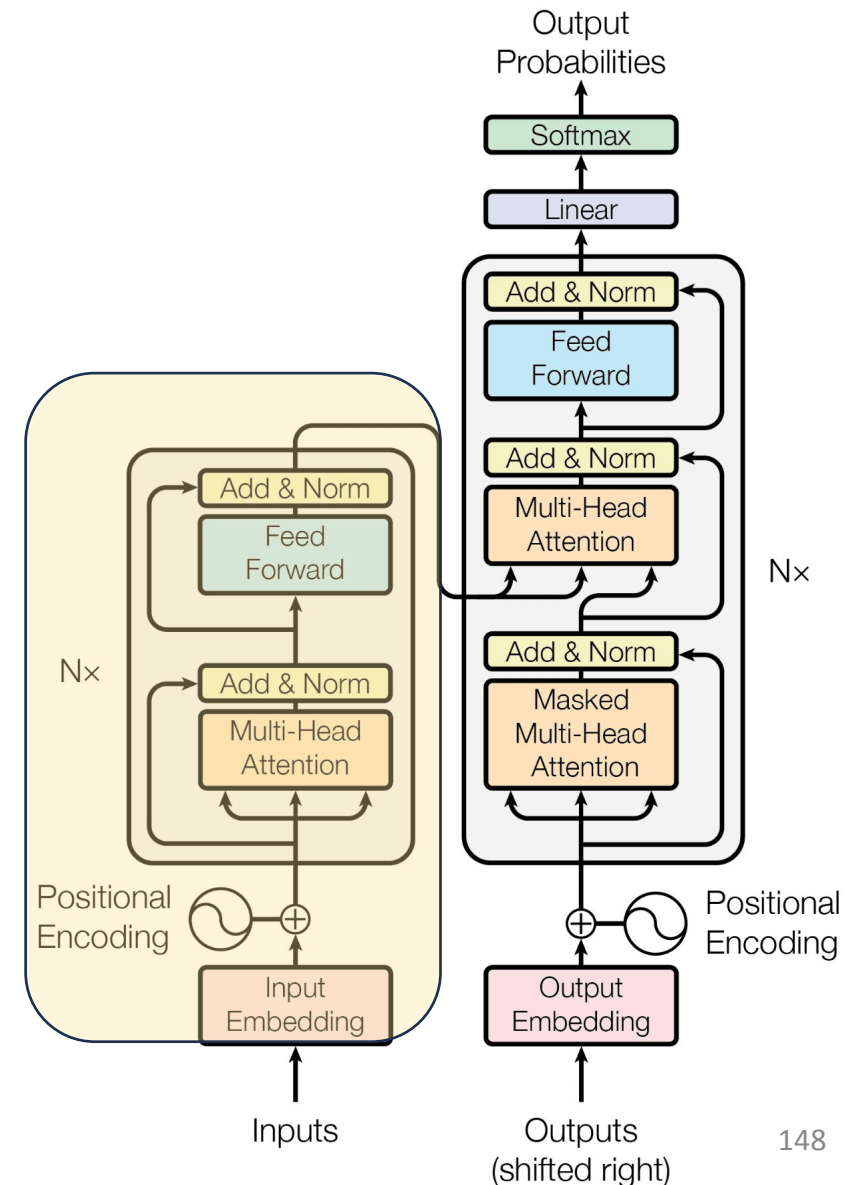 Output
Probabilities
Softmax
Linear
Add & Norm
Feed
Forward
Add & Norm
Multi-Head
Attention
N×
Add & Norm
Masked
Multi-Head
Attention
Positional
Encoding
Output
Embedding
Outputs
(shifted right)
Add & Norm
Feed
Forward
N×
Add & Norm
Multi-Head
Attention
Positional
Encoding
Input
Embedding
Inputs
148